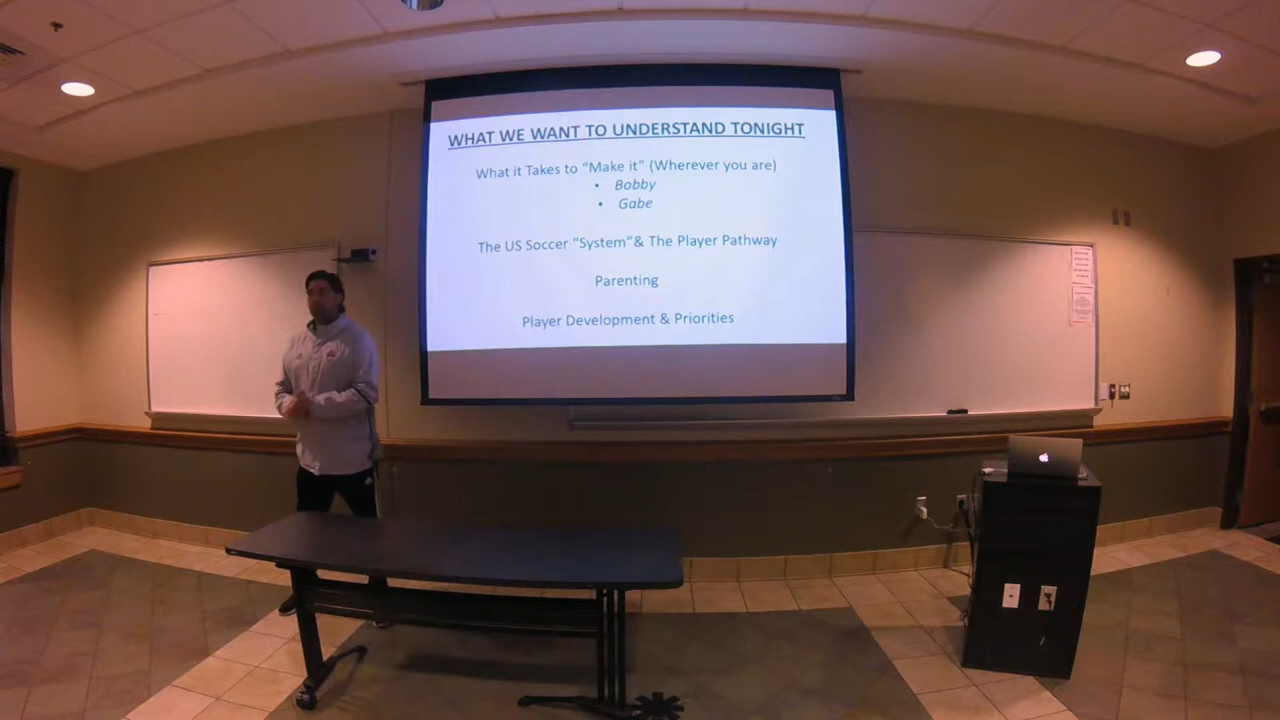 WHAT WE WANT TO UNDERSTAND TONIGHT
What it Takes to “Make it” (Wherever you are)
• Bobby
• Gabe
The US Soccer “System”& The Player Pathway
Parenting
Player Development & Priorities